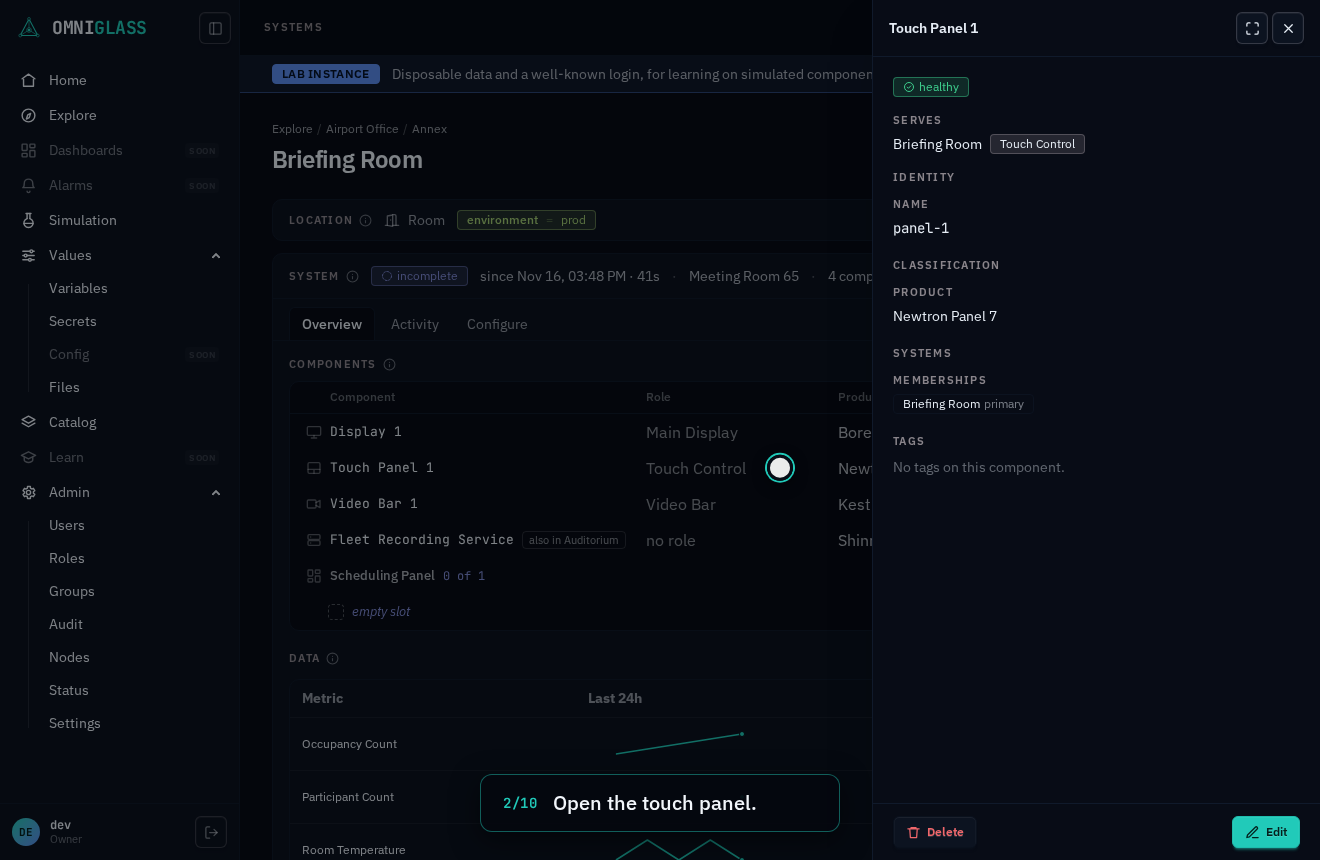 OMNIGLASS
Home
Explore
Dashboards SOON
Alarms SOON
Simulation
Values
Variables
Secrets
Config SOON
Files
Catalog
Learn SOON
Admin
Users
Roles
Groups
Audit
Nodes
Status
Settings
DE
dev
Owner
SYSTEMS
LAB INSTANCE Disposable data and a well-known login, for learning on simulated componen
Explore / Airport Office / Annex
Briefing Room
LOCATION Room environment = prod
SYSTEM incomplete since Nov 16, 03:48 PM · 41s · Meeting Room 65 · 4 comp
Overview Activity Configure
COMPONENTS
Component Role Produ
Display 1 Main Display Bore
Touch Panel 1 Touch Control Newt
Video Bar 1 Video Bar Kest
Fleet Recording Service also in Auditorium no role Shinn
Scheduling Panel 0 of 1
empty slot
DATA
Metric Last 24h
Occupancy Count
Participant Count
Room Temperature
2/10 Open the touch panel.
Touch Panel 1
healthy
SERVES
Briefing Room Touch Control
IDENTITY
NAME
panel-1
CLASSIFICATION
PRODUCT
Newtron Panel 7
SYSTEMS
MEMBERSHIPS
Briefing Room primary
TAGS
No tags on this component.
Delete
Edit